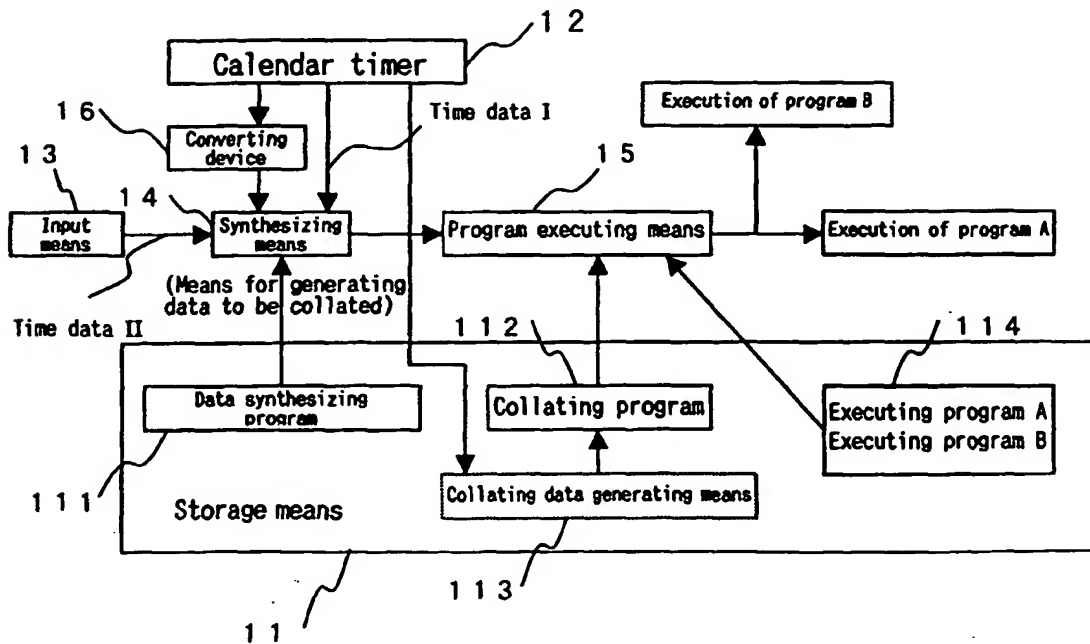 12
Calendar timer
Execution of program B
16
Time data I
Converting
device
13
15
14
Input
means
Synthesizing
means
Program executing means
Execution of program A
(Means for generating
data to be collated)
Time data II
112
114
Data synthesizing
program
Collating program
Executing program A
Executing program B
111
Collating data generating means
Storage means
113
11